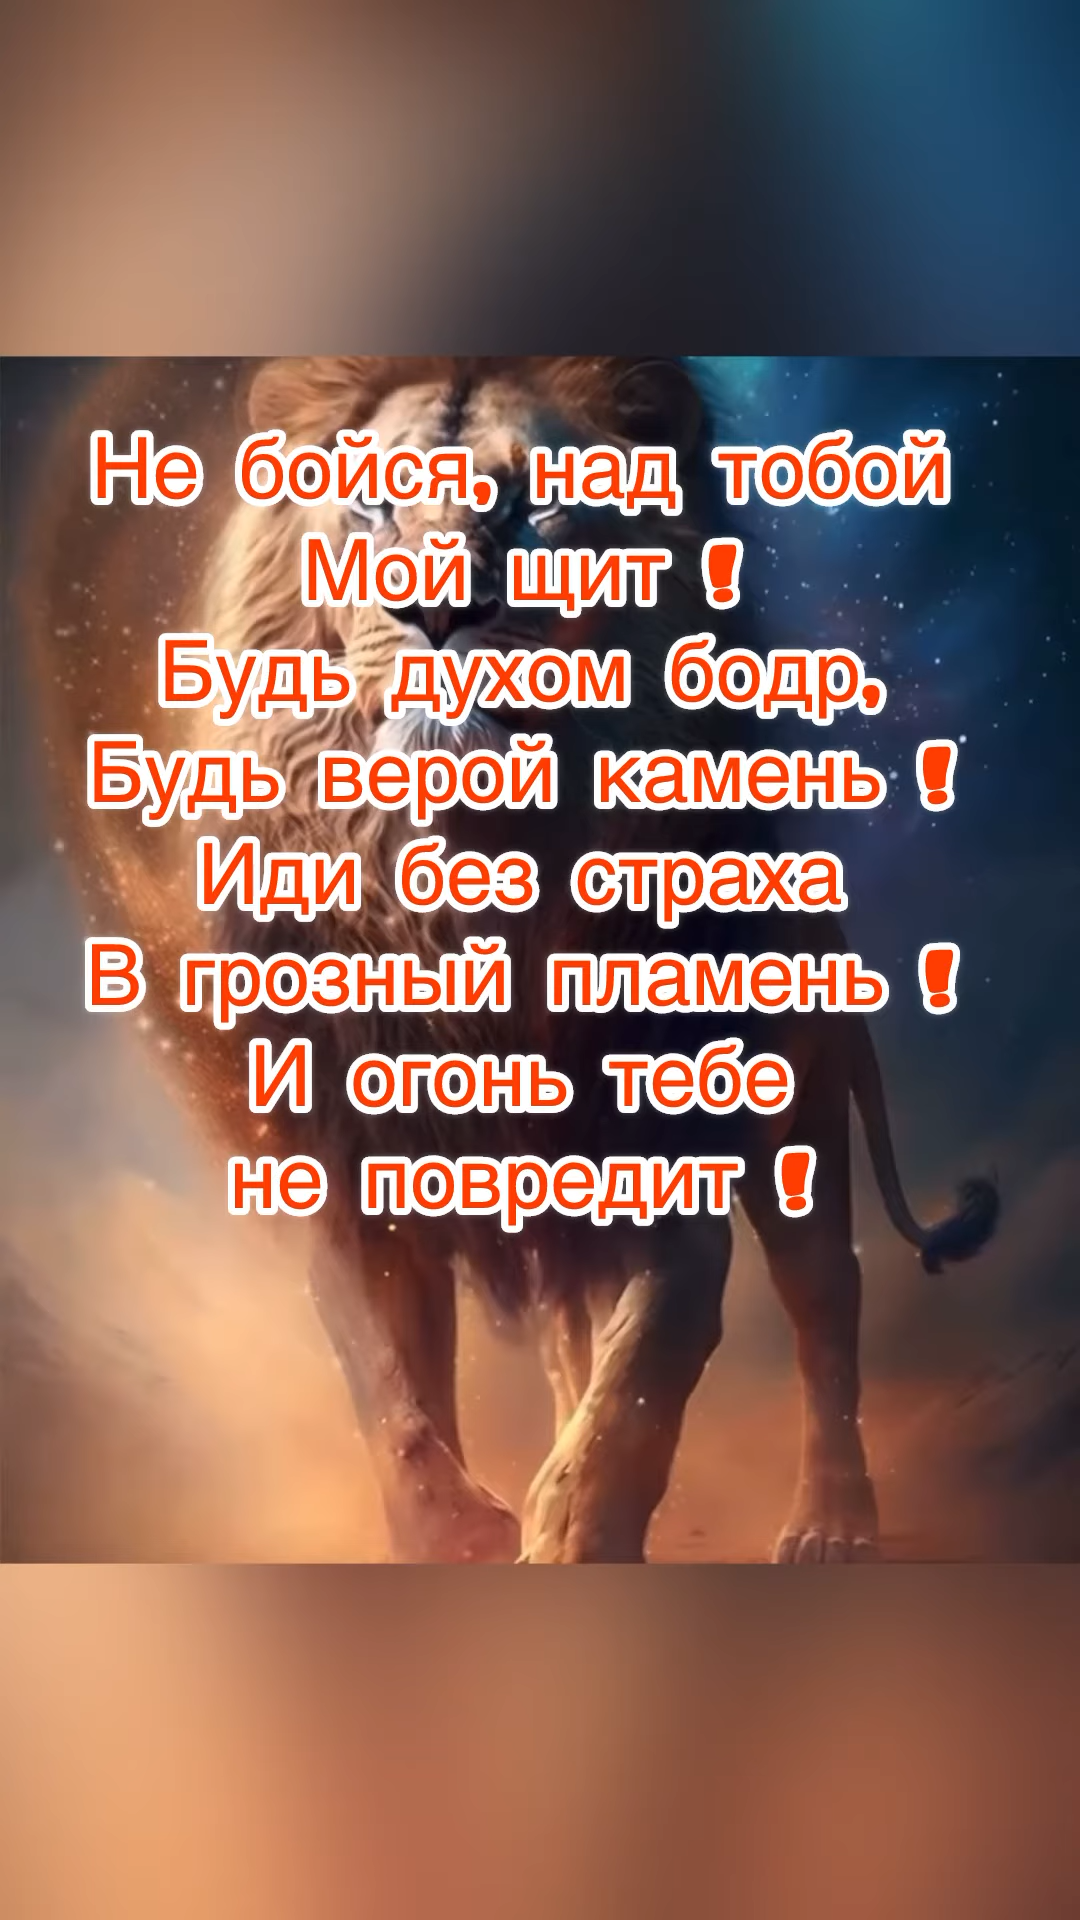 Не бойся, над тобой
Мой щит !
Будь духом бодр,
Будь верой камень !
Иди без страха
В грозный пламень !
И огонь тебе
не повредит !